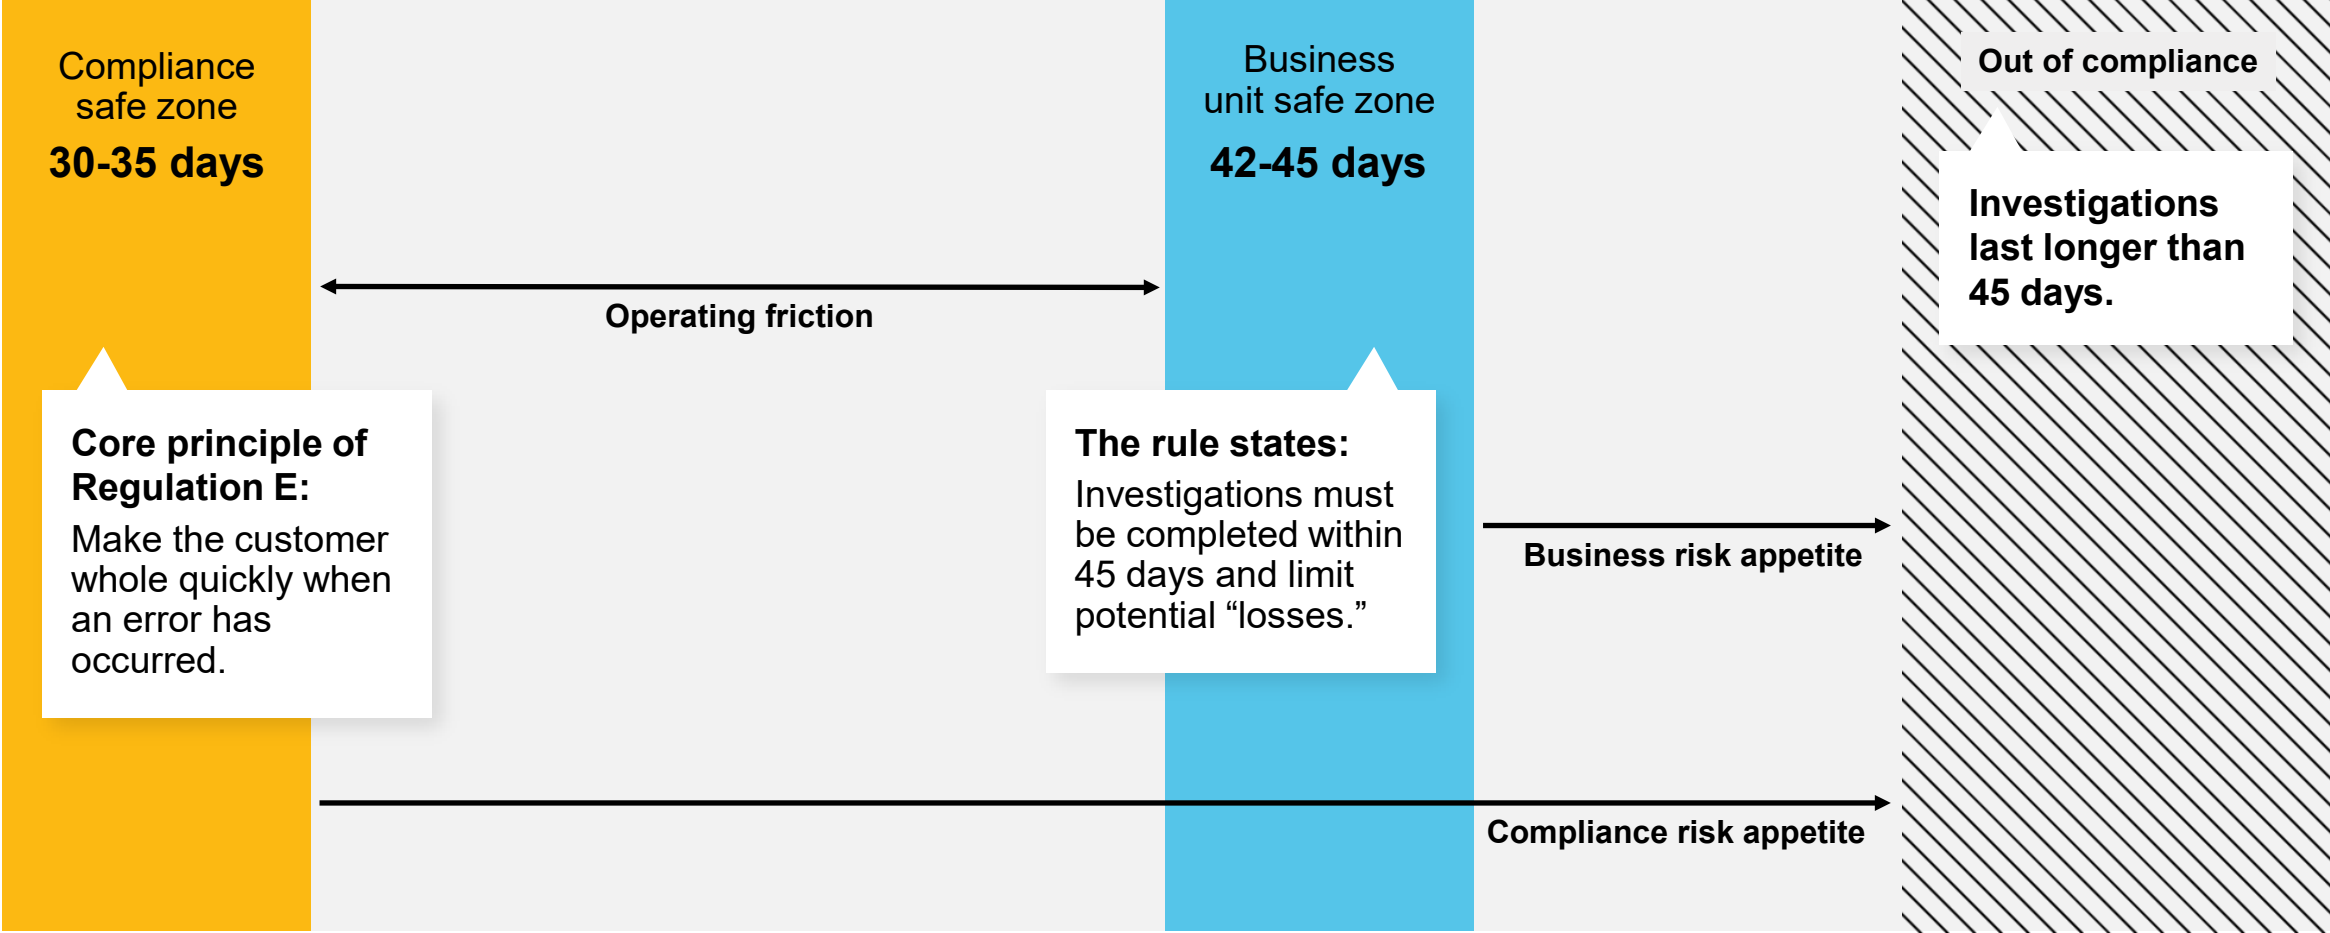 Compliance
safe zone
30-35 days
Business
unit safe zone
42-45 days
Out of compliance
Investigations
last longer than
45 days.
Operating friction
Core principle of
Regulation E:
Make the customer
whole quickly when
an error has
occurred.
The rule states:
Investigations must
be completed within
45 days and limit
potential “losses.”
Business risk appetite
Compliance risk appetite